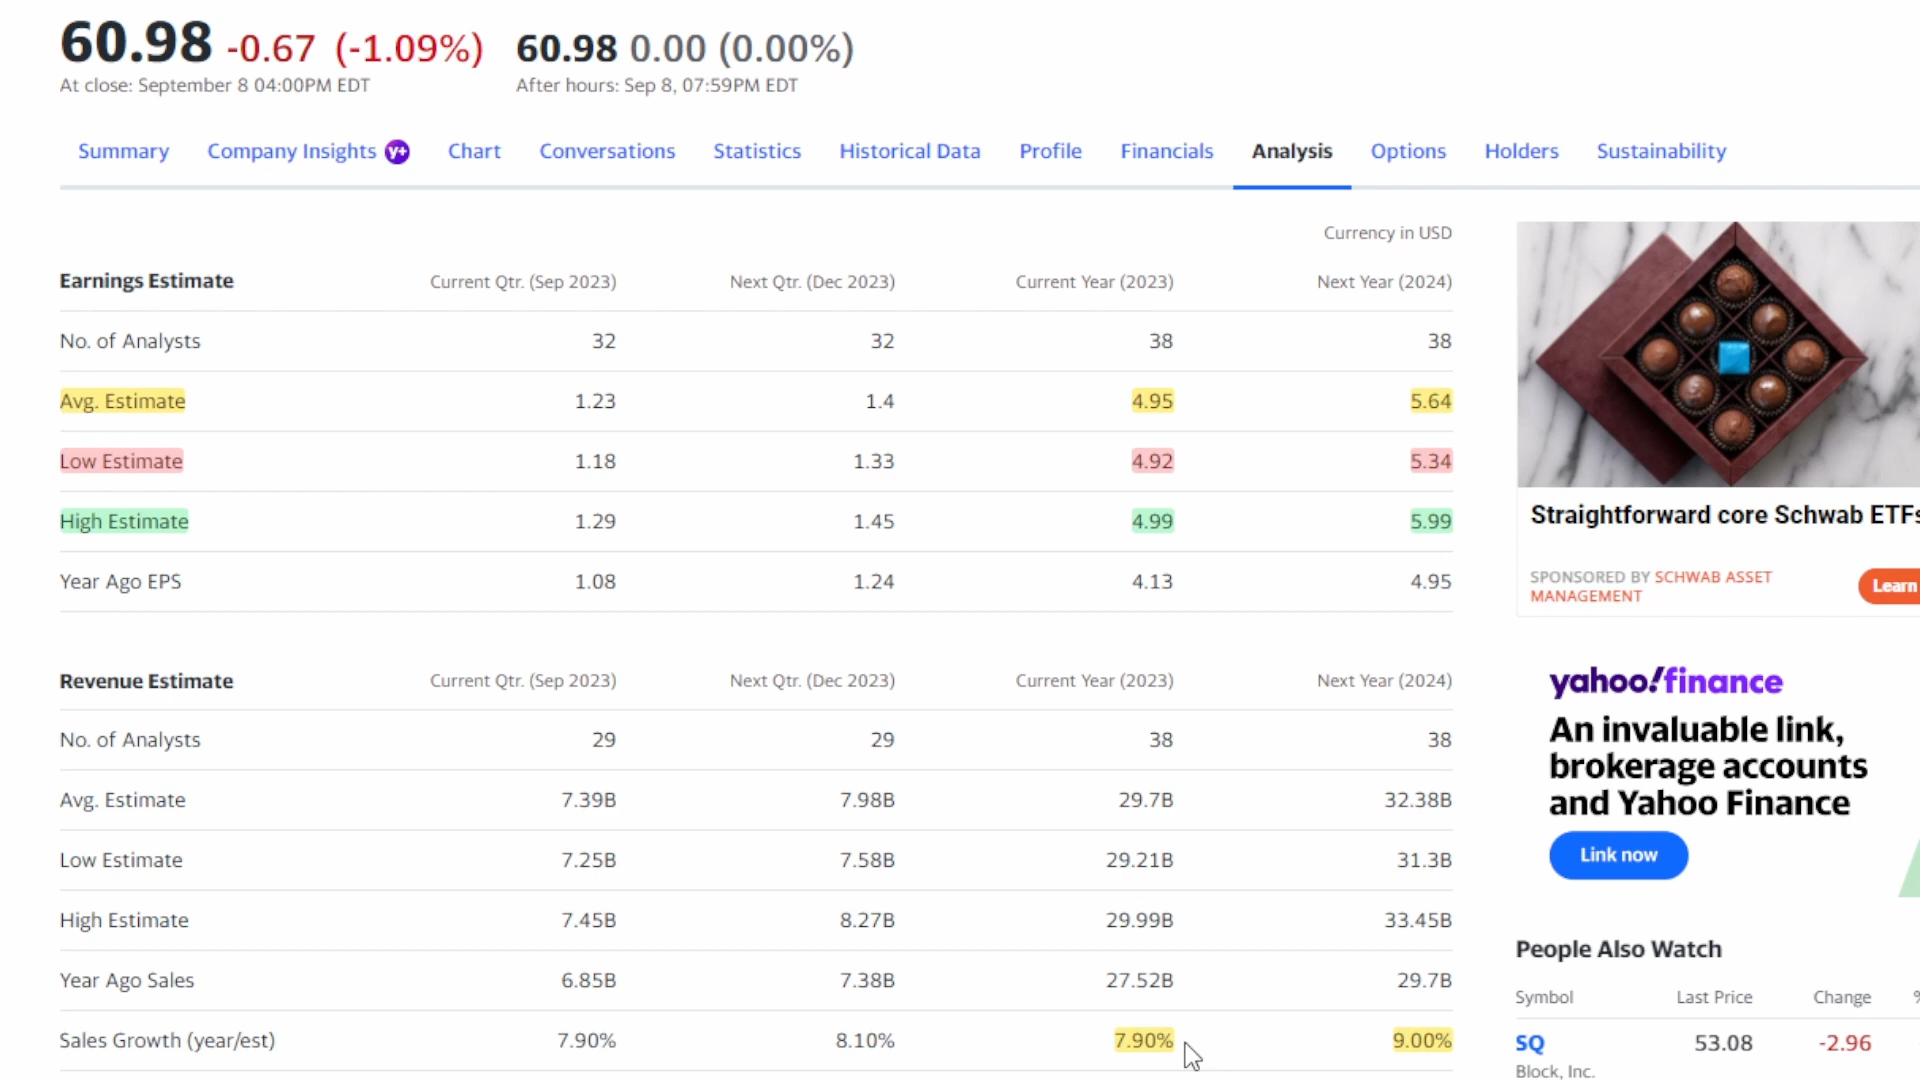 60.98 -0.67 (-1.09%) 60.98 0.00 (0.00%)
At close: September 8 04:00PM EDT After hours: Sep 8, 07:59PM EDT
Summary Company Insights y+ Chart Conversations Statistics Historical Data Profile Financials Analysis Options Holders Sustainability
Currency in USD
Earnings Estimate Current Qtr. (Sep 2023) Next Qtr. (Dec 2023) Current Year (2023) Next Year (2024)
No. of Analysts 32 32 38 38
Avg. Estimate 1.23 1.4 4.95 5.64
Low Estimate 1.18 1.33 4.92 5.34
High Estimate 1.29 1.45 4.99 5.99
Year Ago EPS 1.08 1.24 4.13 4.95
Revenue Estimate Current Qtr. (Sep 2023) Next Qtr. (Dec 2023) Current Year (2023) Next Year (2024)
No. of Analysts 29 29 38 38
Avg. Estimate 7.39B 7.98B 29.7B 32.38B
Low Estimate 7.25B 7.58B 29.21B 31.3B
High Estimate 7.45B 8.27B 29.99B 33.45B
Year Ago Sales 6.85B 7.38B 27.52B 29.7B
Sales Growth (year/est) 7.90% 8.10% 7.90% 9.00%
Straightforward core Schwab ETFs
SPONSORED BY SCHWAB ASSET
MANAGEMENT
Learn
yahoo!finance
An invaluable link,
brokerage accounts
and Yahoo Finance
Link now
People Also Watch
Symbol Last Price Change %
SQ 53.08 -2.96
Block, Inc.